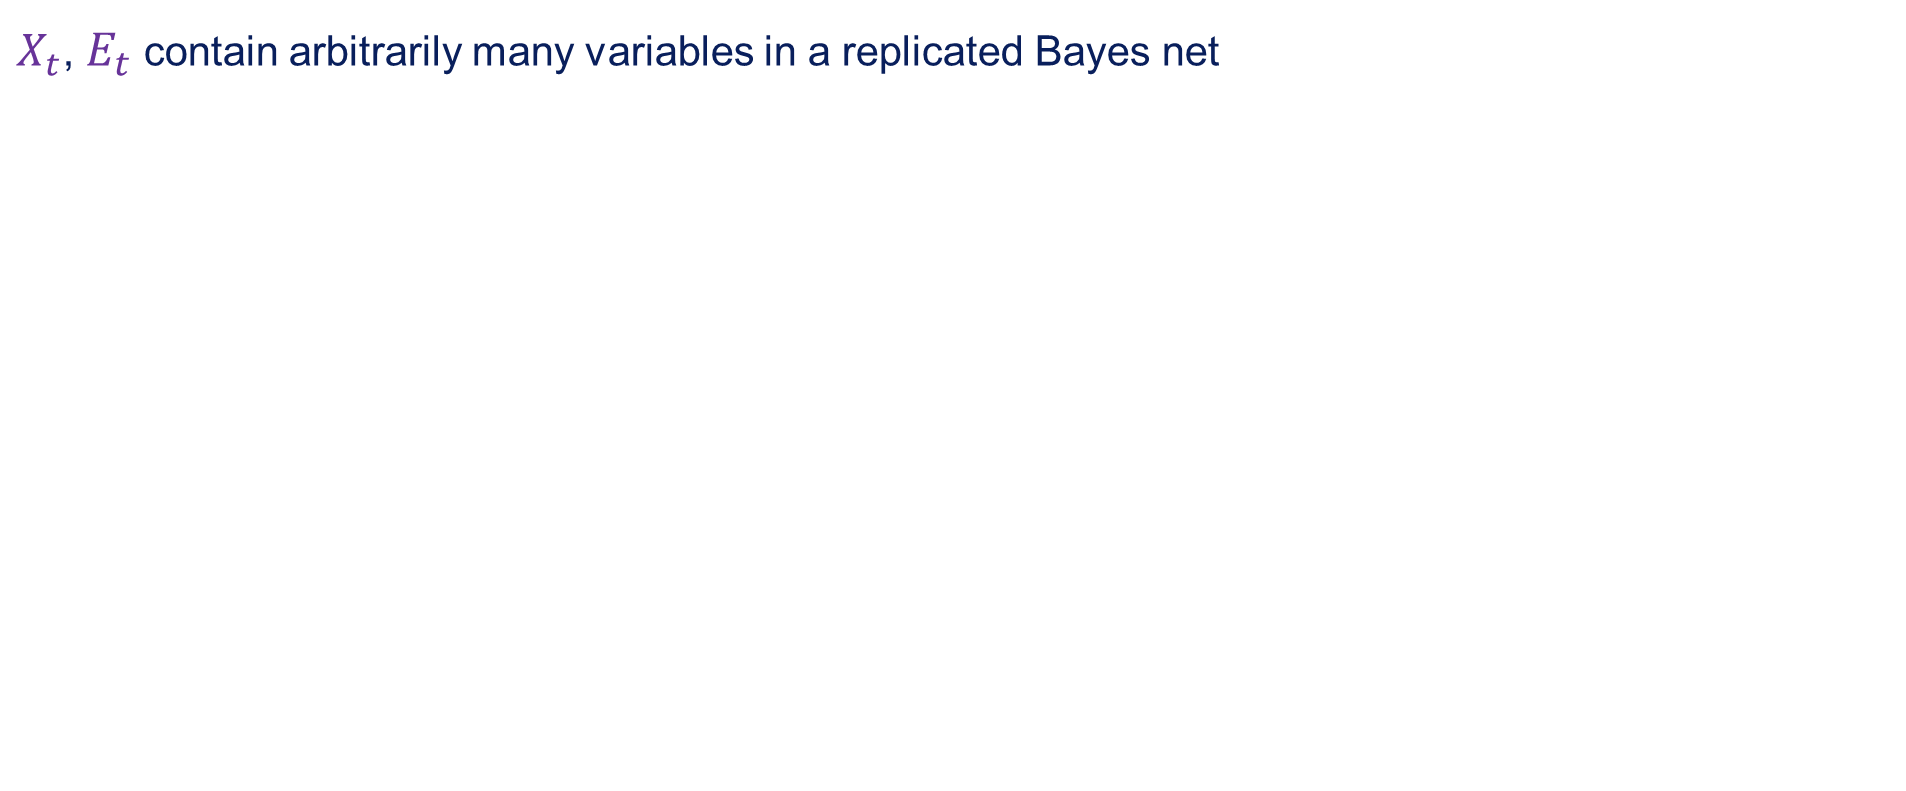 X_t, E_t contain arbitrarily many variables in a replicated Bayes net